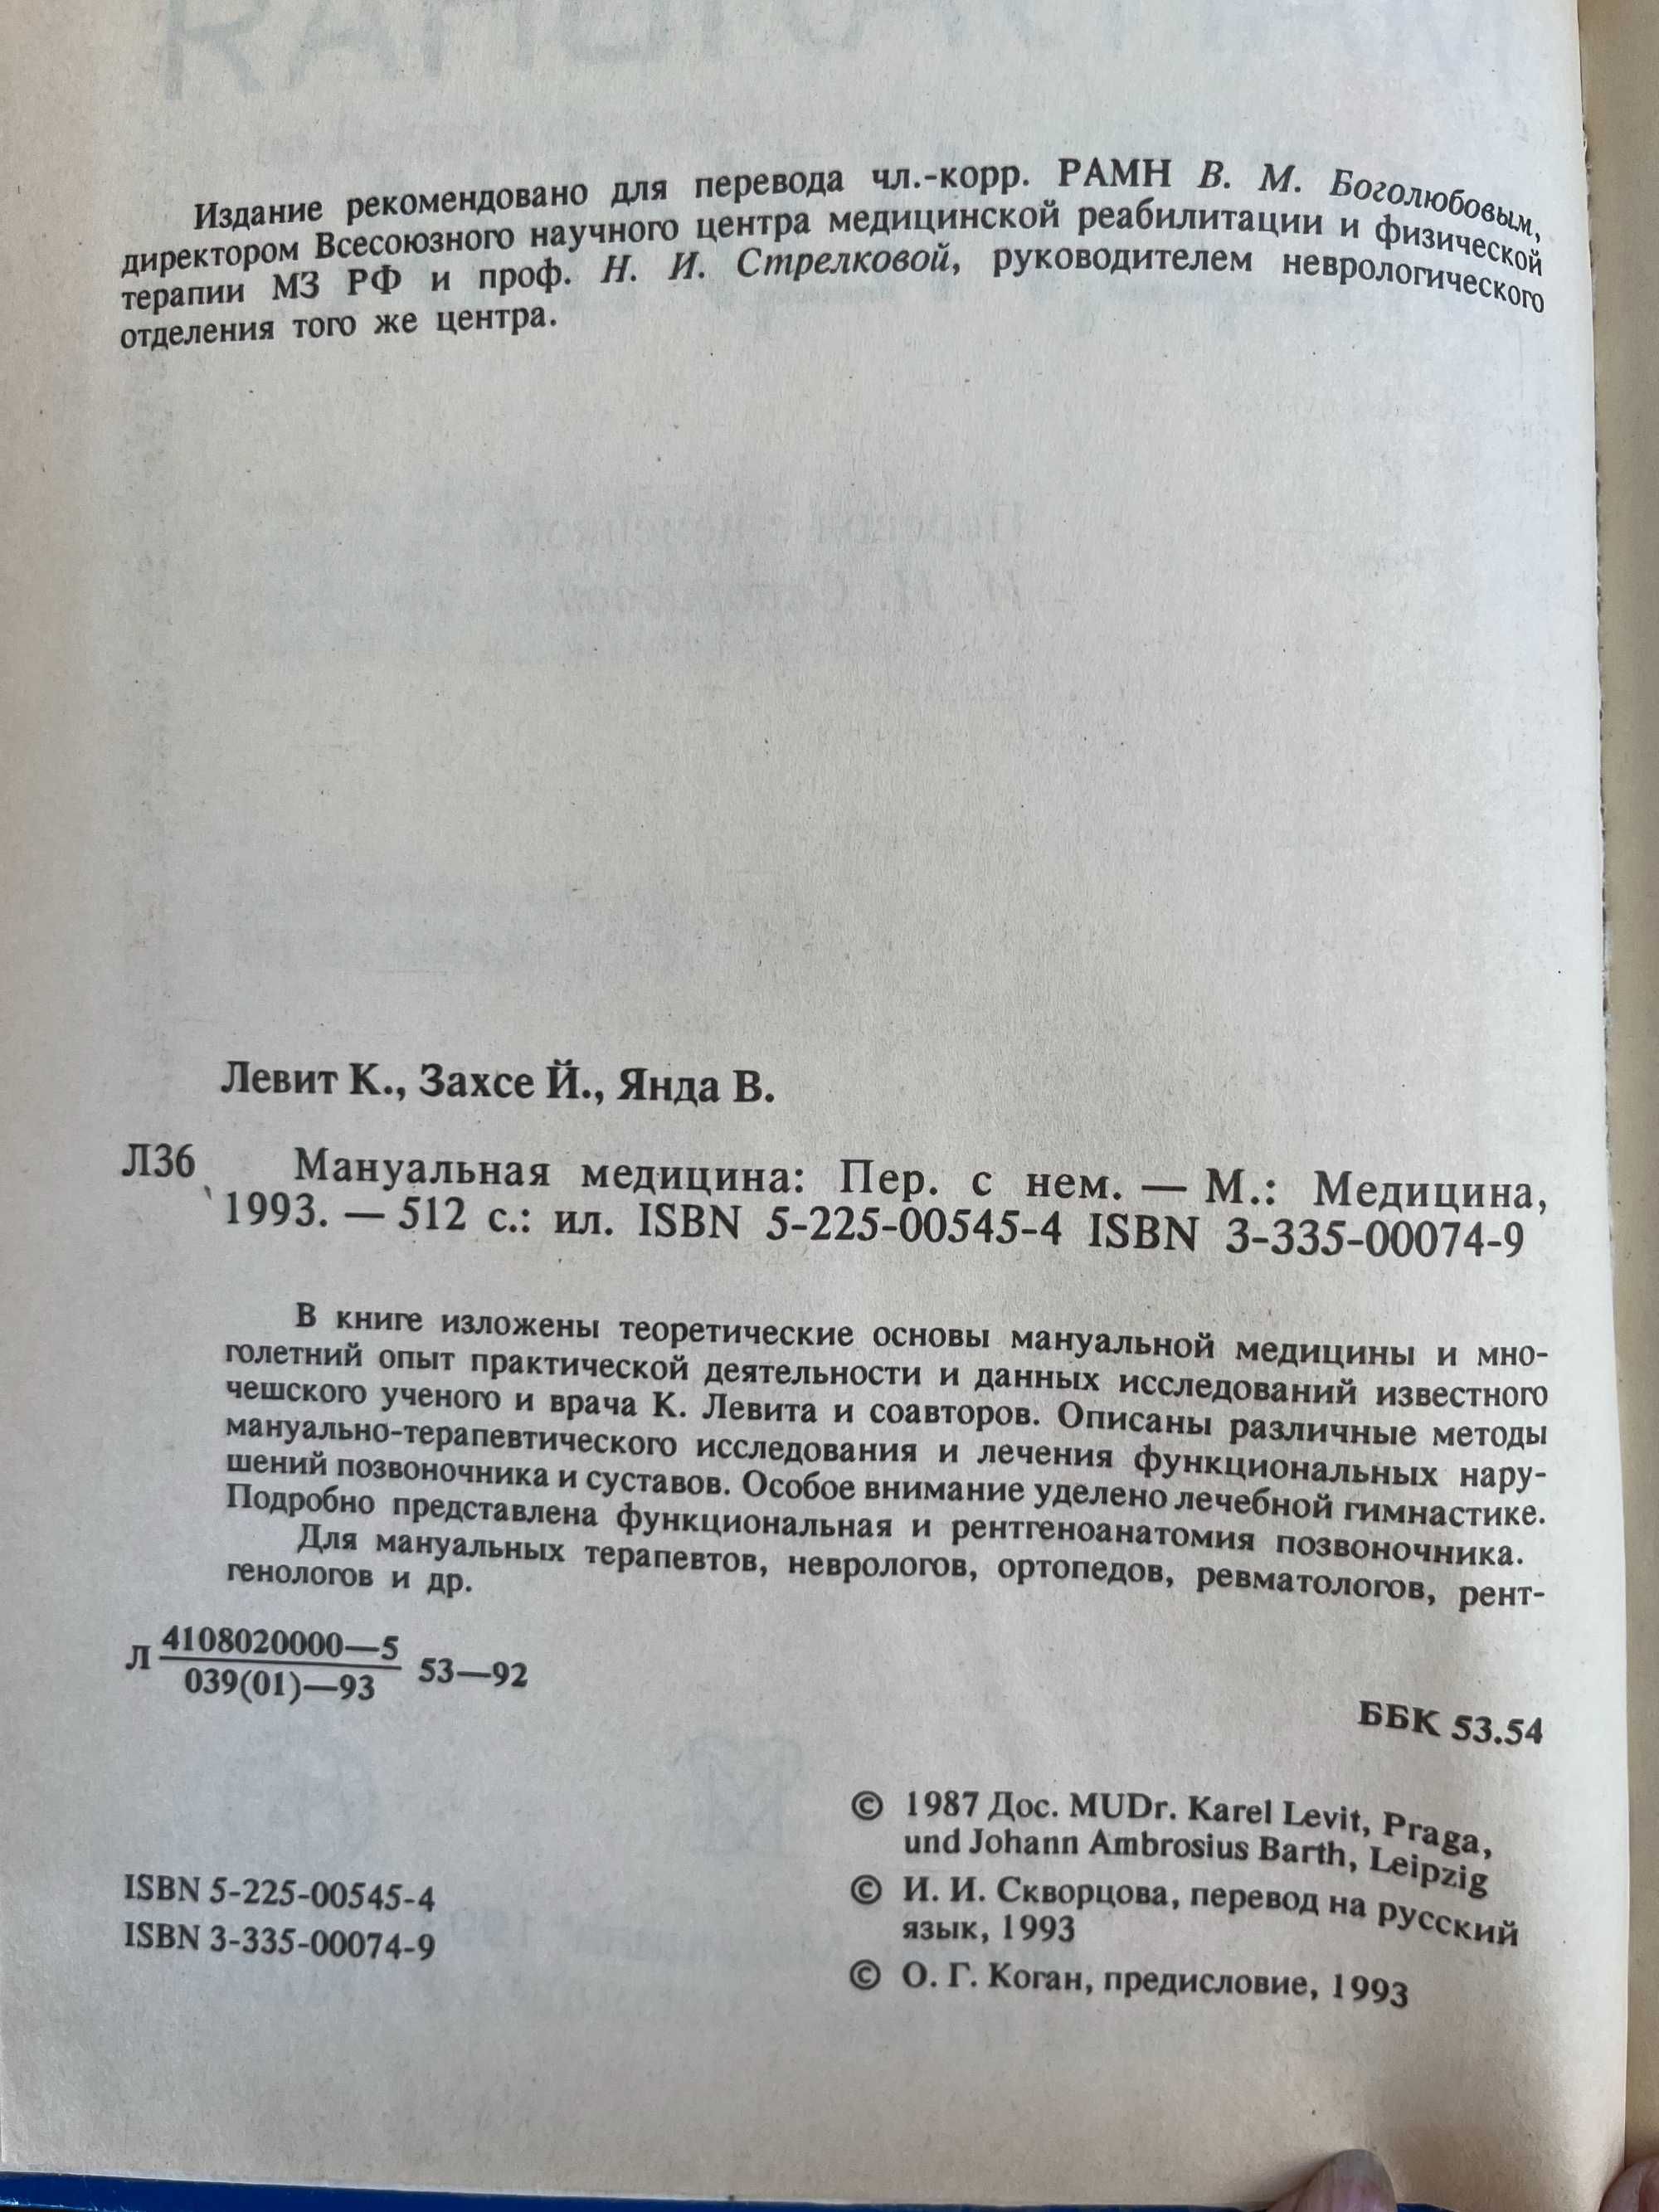 Издание рекомендовано для перевода чл.-корр. РАМН В. М. Боголюбовым,
директором Всесоюзного научного центра медицинской реабилитации и физической
терапии МЗ РФ и проф. Н. И. Стрелковой, руководителем неврологического
отделения того же центра.
Левит К., Захсе Й., Янда В.
Л36 Мануальная медицина: Пер. с нем. — М.: Медицина,
1993. — 512 с.: ил. ISBN 5-225-00545-4 ISBN 3-335-00074-9
В книге изложены теоретические основы мануальной медицины и мно-
голетний опыт практической деятельности и данных исследований известного
чешского ученого и врача К. Левита и соавторов. Описаны различные методы
мануально-терапевтического исследования и лечения функциональных нару-
шений позвоночника и суставов. Особое внимание уделено лечебной гимнастике.
Подробно представлена функциональная и рентгеноанатомия позвоночника.
Для мануальных терапевтов, неврологов, ортопедов, ревматологов, рент-
генологов и др.
4108020000—5
Л 53—92
039(01)—93
ББК 53.54
© 1987 Дос. MUDr. Karel Levit, Praga,
und Johann Ambrosius Barth, Leipzig
© И. И. Скворцова, перевод на русский
язык, 1993
© О. Г. Коган, предисловие, 1993
ISBN 5-225-00545-4
ISBN 3-335-00074-9